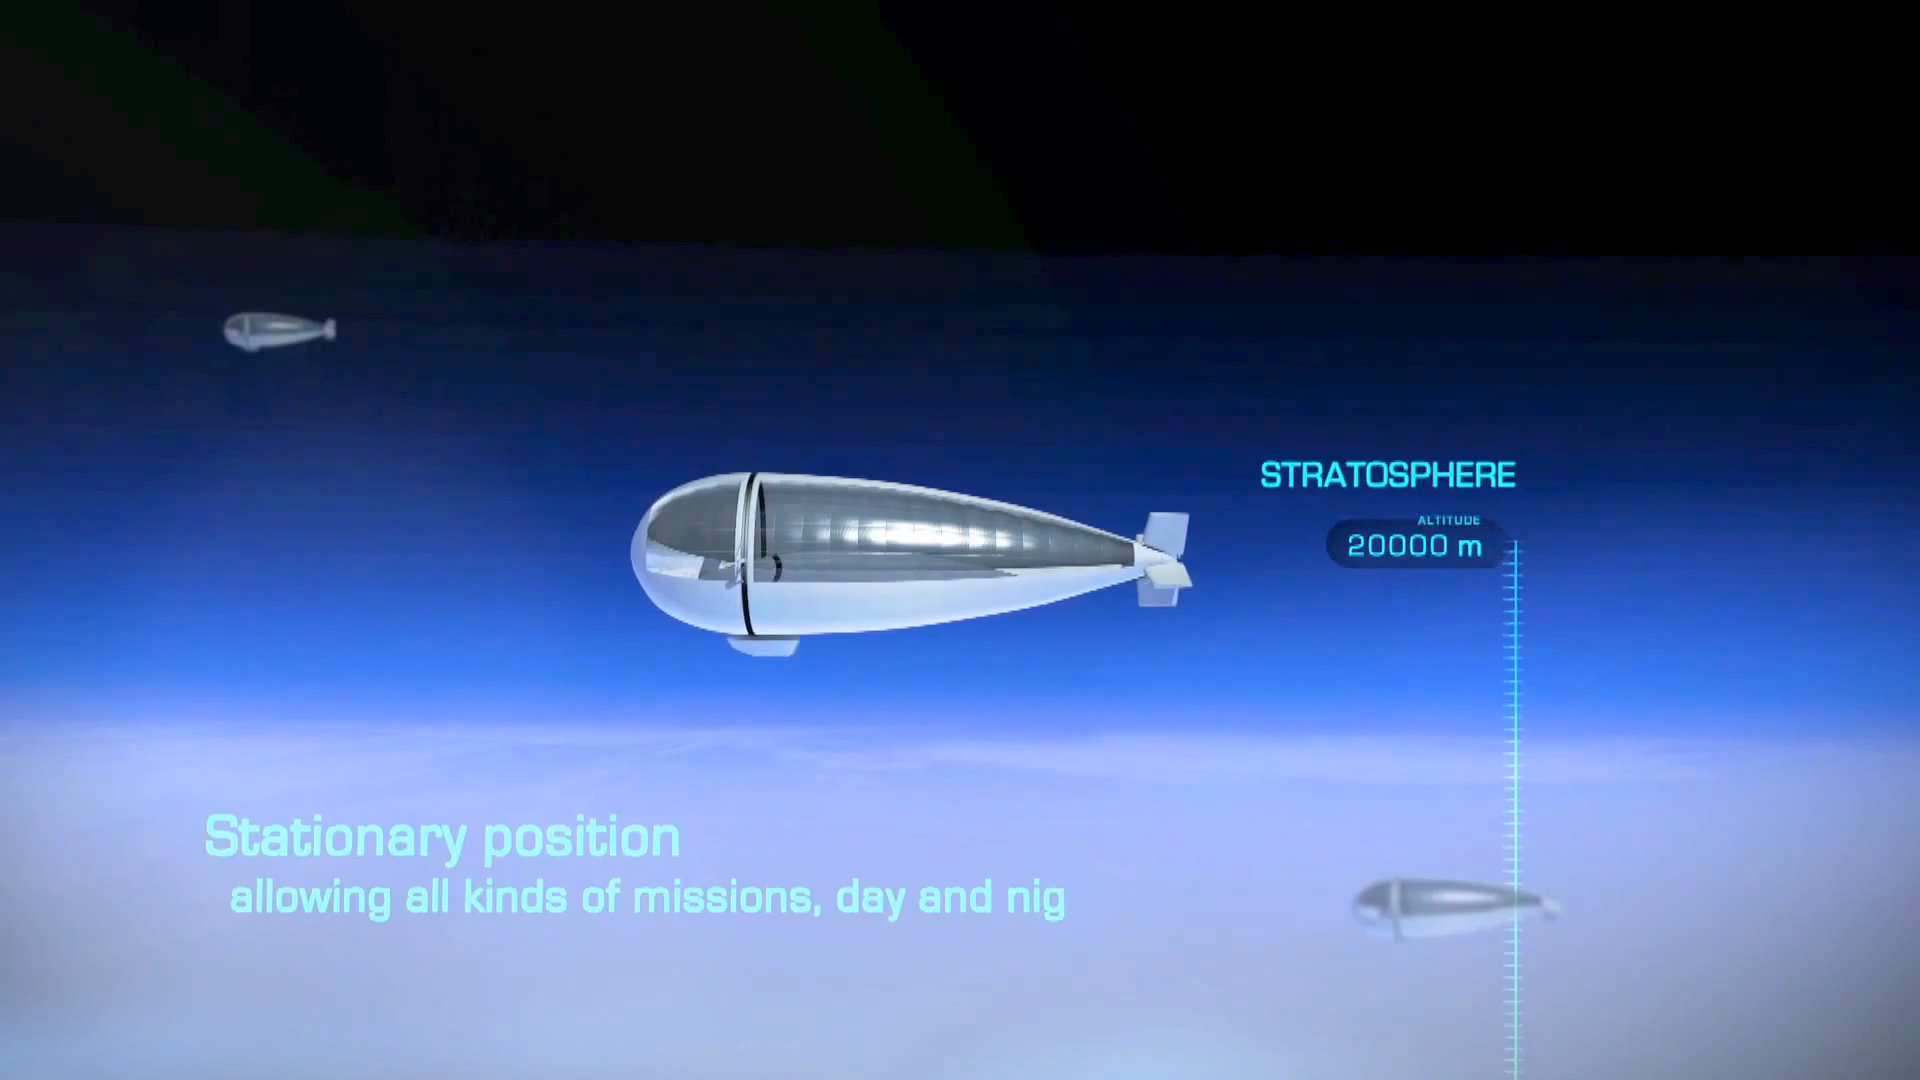 STRATOSPHERE
ALTITUDE
20000 m
Stationary position
allowing all kinds of missions, day and nig